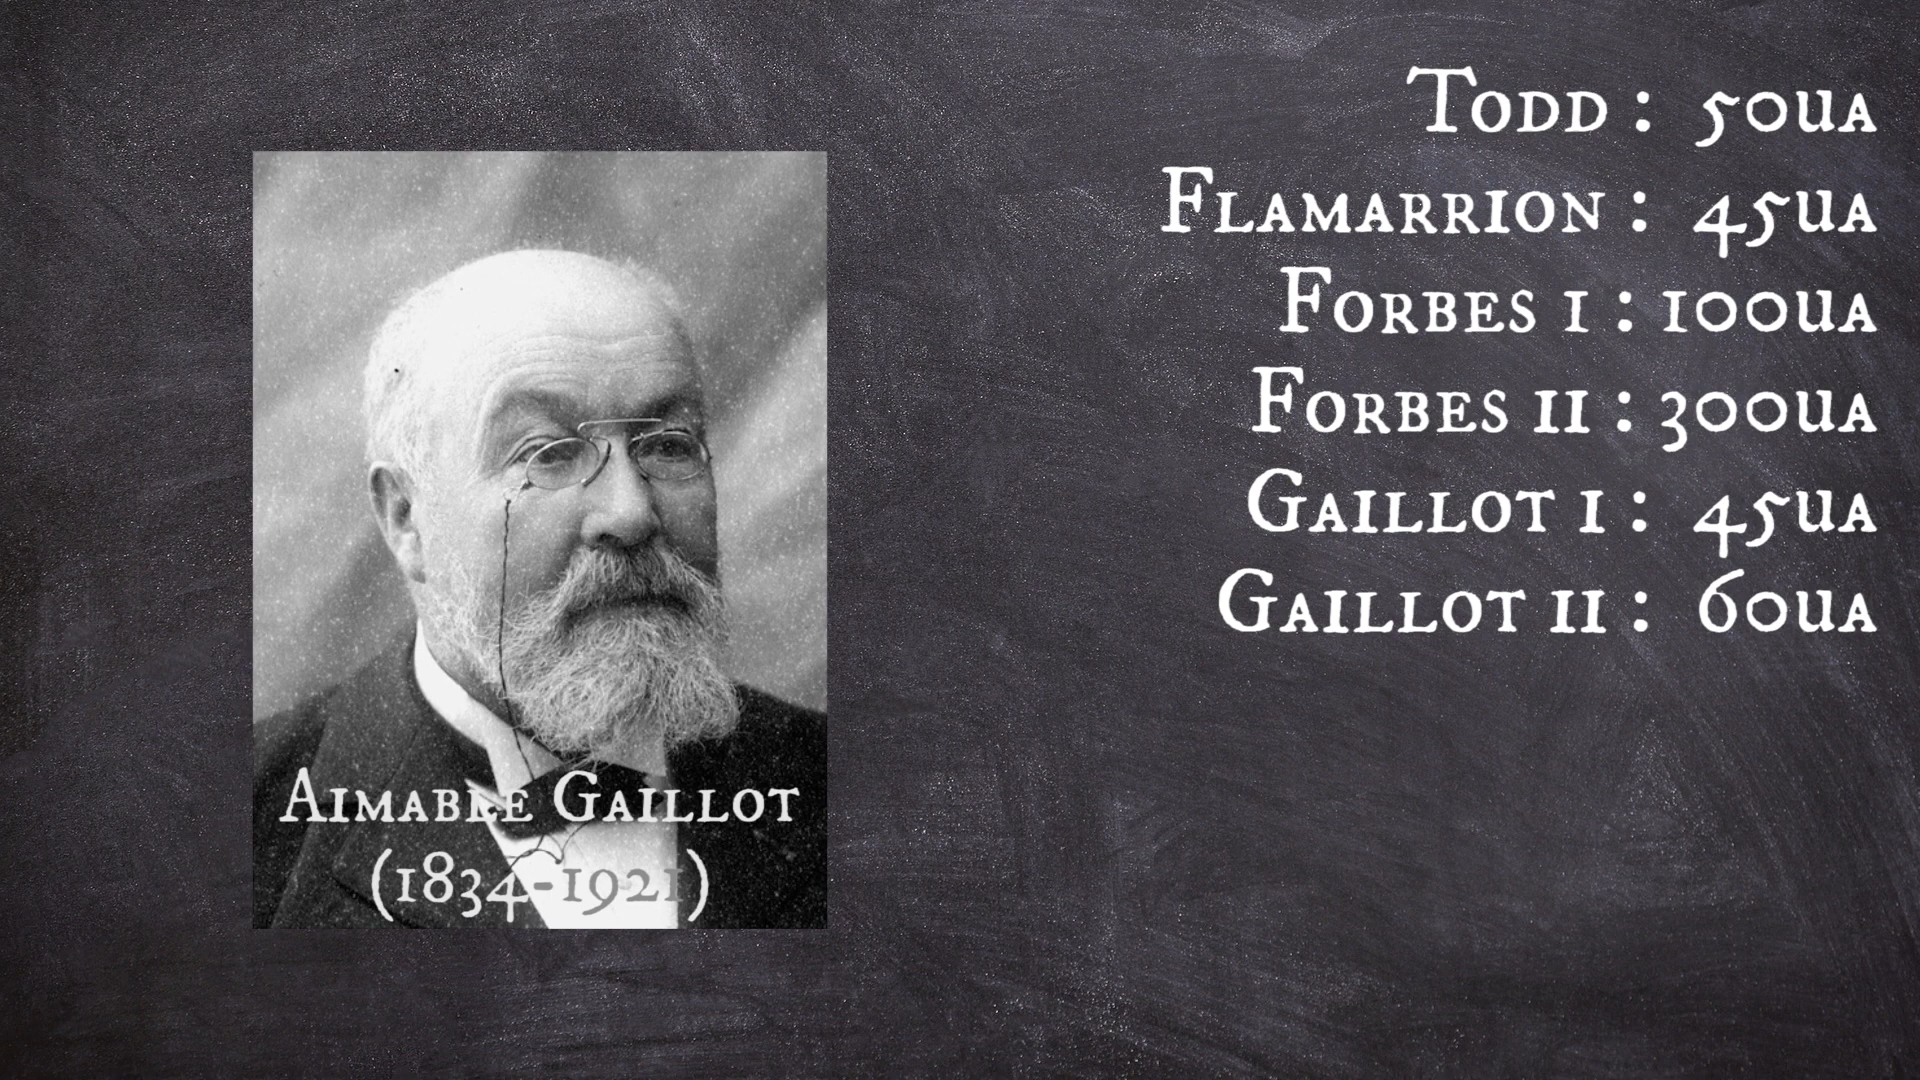 Todd : 50ua
Flamarrion : 45ua
Forbes I : 100ua
Forbes II : 300ua
Gaillot I : 45ua
Gaillot II : 60ua
Aimable Gaillot
(1834-1921)